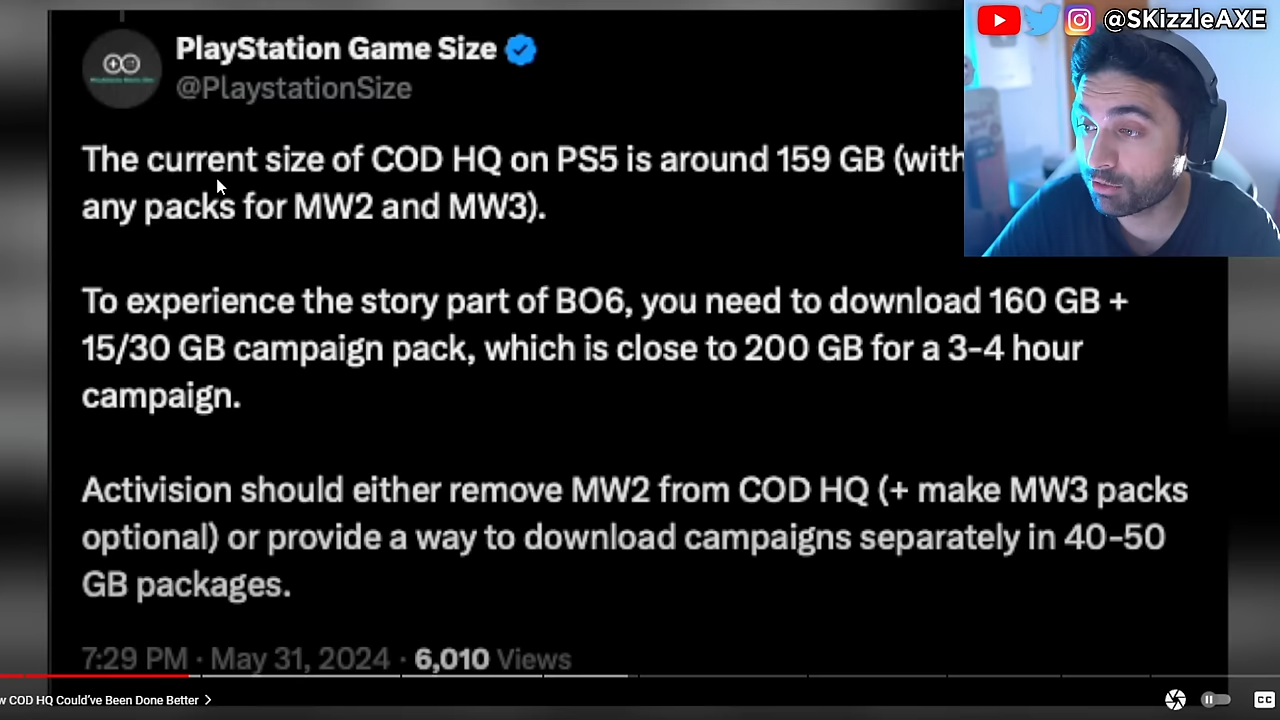 @SKizzleAXE
PlayStation Game Size
@PlaystationSize
The current size of COD HQ on PS5 is around 159 GB (with
any packs for MW2 and MW3).
To experience the story part of BO6, you need to download 160 GB +
15/30 GB campaign pack, which is close to 200 GB for a 3-4 hour
campaign.
Activision should either remove MW2 from COD HQ (+ make MW3 packs
optional) or provide a way to download campaigns separately in 40-50
GB packages.
7:29 PM · May 31, 2024 · 6,010 Views
w COD HQ Could've Been Done Better >
CC